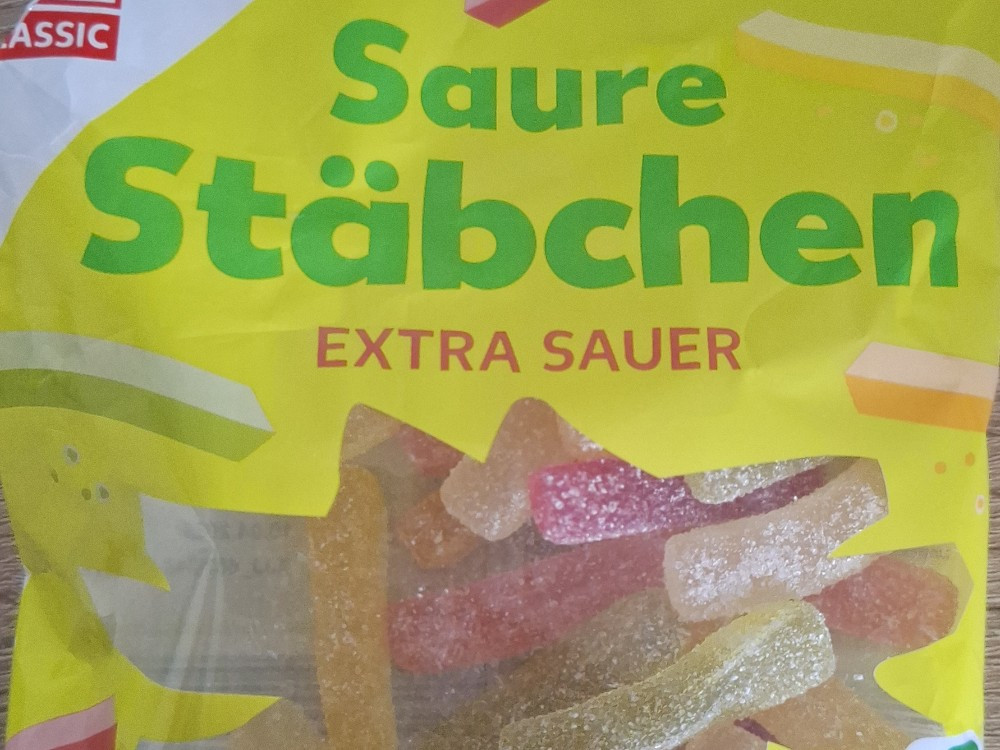 LASSIC
Saure
Stäbchen
EXTRA SAUER